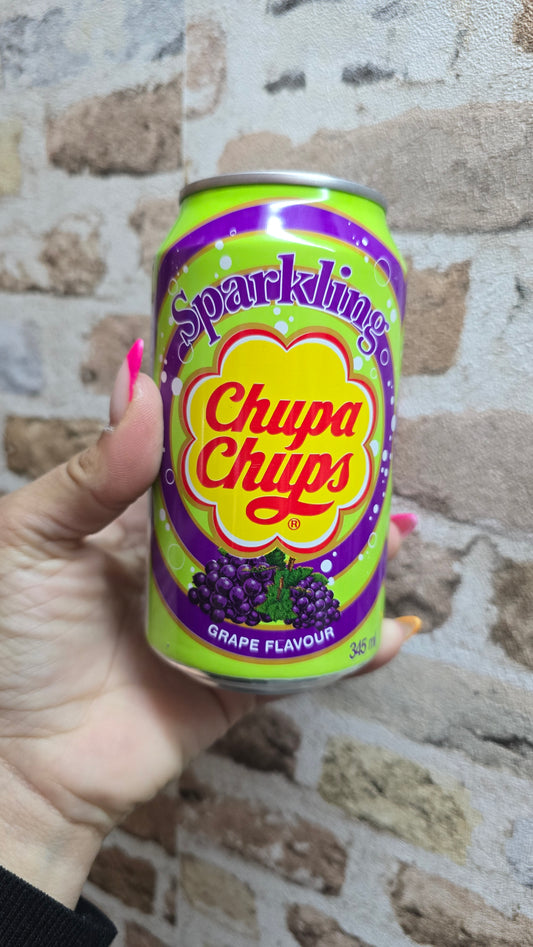 Sparkling
Chupa
Chups
®
GRAPE FLAVOUR
345 ml